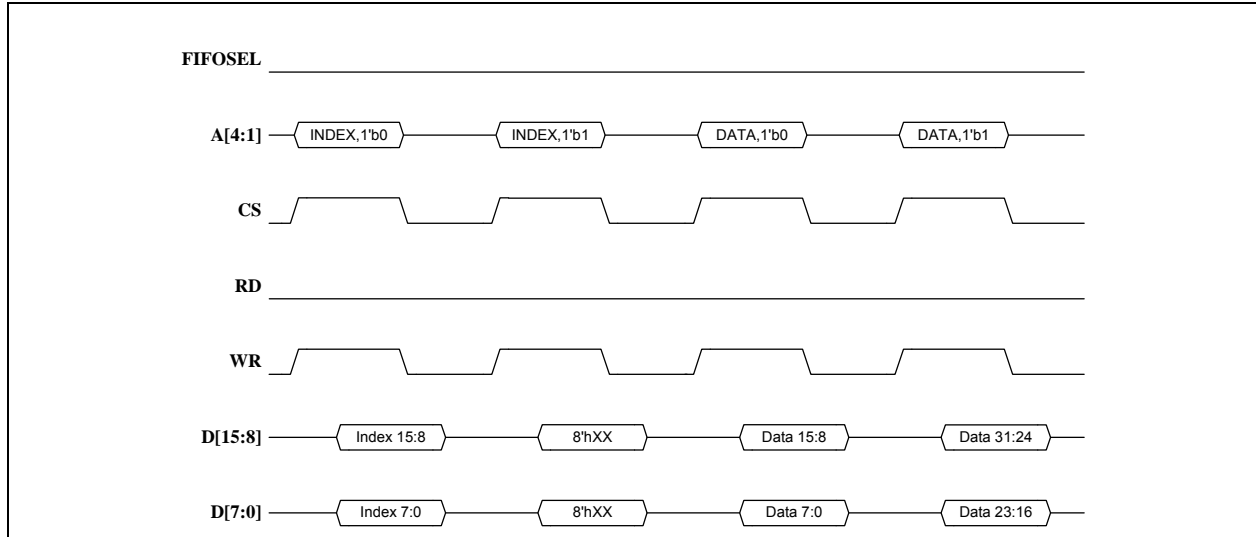 FIFOSEL
A[4:1] INDEX,1'b0 INDEX,1'b1 DATA,1'b0 DATA,1'b1
CS
RD
WR
D[15:8] Index 15:8 8'hXX Data 15:8 Data 31:24
D[7:0] Index 7:0 8'hXX Data 7:0 Data 23:16